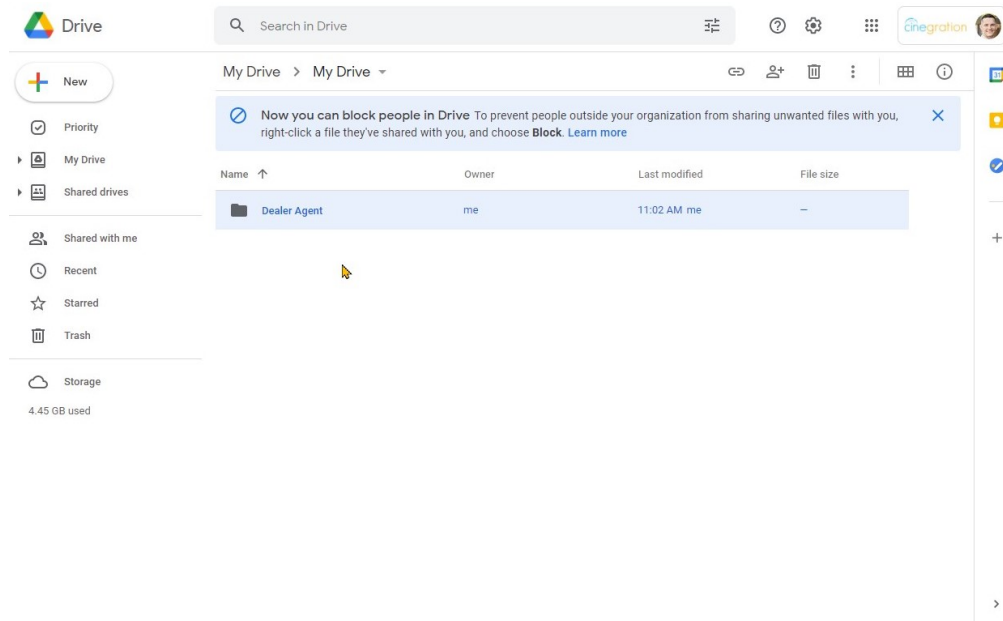 Drive
Search in Drive
cinegration
New
My Drive > My Drive
Now you can block people in Drive To prevent people outside your organization from sharing unwanted files with you,
right-click a file they've shared with you, and choose Block. Learn more
Priority
My Drive
Shared drives
Shared with me
Recent
Starred
Trash
Storage
4.45 GB used
Name Owner Last modified File size
Dealer Agent me 11:02 AM me –
31